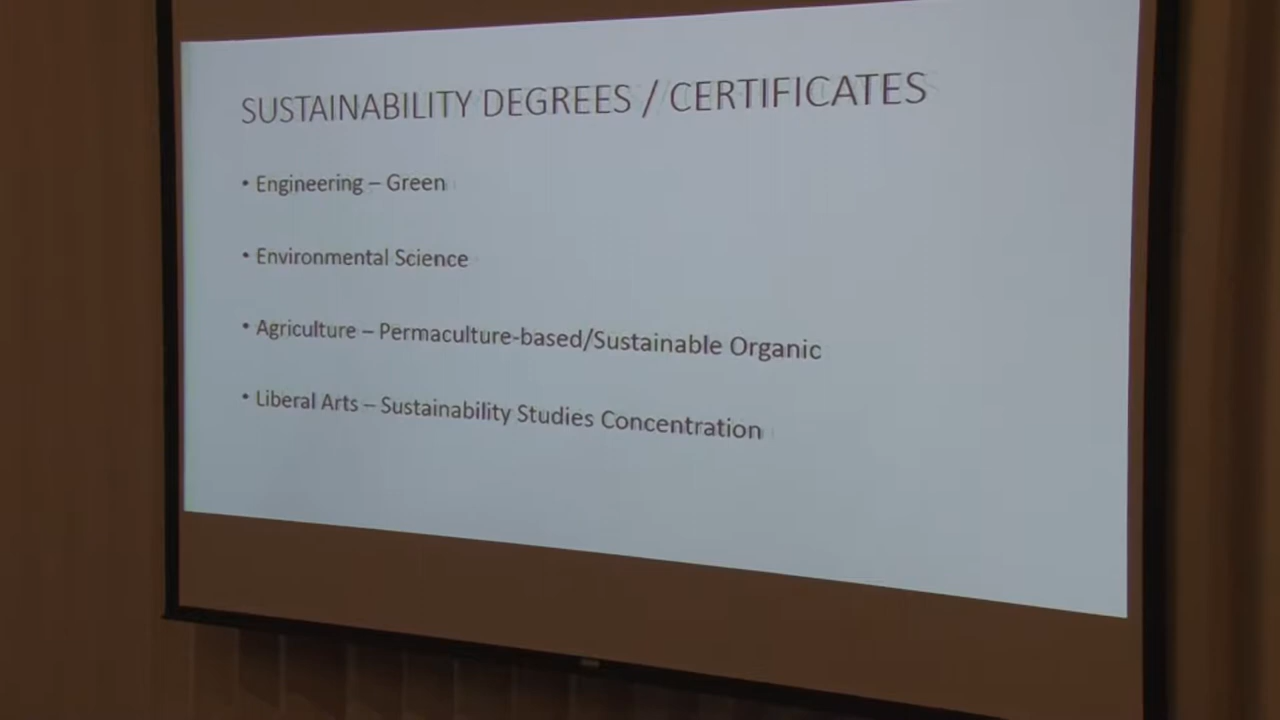 SUSTAINABILITY DEGREES / CERTIFICATES
• Engineering – Green
• Environmental Science
• Agriculture – Permaculture-based/Sustainable Organic
• Liberal Arts – Sustainability Studies Concentration